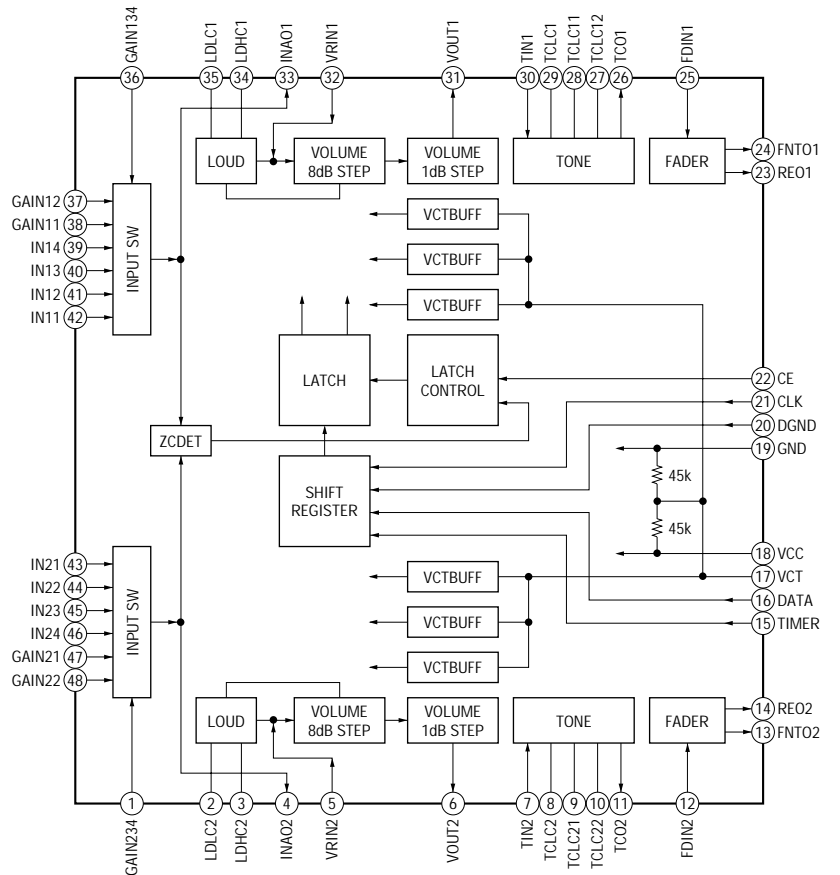 GAIN134
LDLC1
LDHC1
INAO1
VRIN1
VOUT1
TIN1
TCLC1
TCLC11
TCLC12
TCO1
FDIN1
36
35
34
33
32
31
30
29
28
27
26
25
LOUD
VOLUME
8dB STEP
VOLUME
1dB STEP
TONE
FADER
24 FNTO1
23 REO1
GAIN12 37
GAIN11 38
IN14 39
IN13 40
IN12 41
IN11 42
INPUT SW
VCTBUFF
VCTBUFF
VCTBUFF
LATCH
LATCH
CONTROL
22 CE
21 CLK
20 DGND
19 GND
ZCDET
SHIFT
REGISTER
45k
45k
18 VCC
17 VCT
16 DATA
15 TIMER
IN21 43
IN22 44
IN23 45
IN24 46
GAIN21 47
GAIN22 48
INPUT SW
VCTBUFF
VCTBUFF
VCTBUFF
LOUD
VOLUME
8dB STEP
VOLUME
1dB STEP
TONE
FADER
14 REO2
13 FNTO2
1
2
3
4
5
6
7
8
9
10
11
12
GAIN234
LDLC2
LDHC2
INAO2
VRIN2
VOUT2
TIN2
TCLC2
TCLC21
TCLC22
TCO2
FDIN2